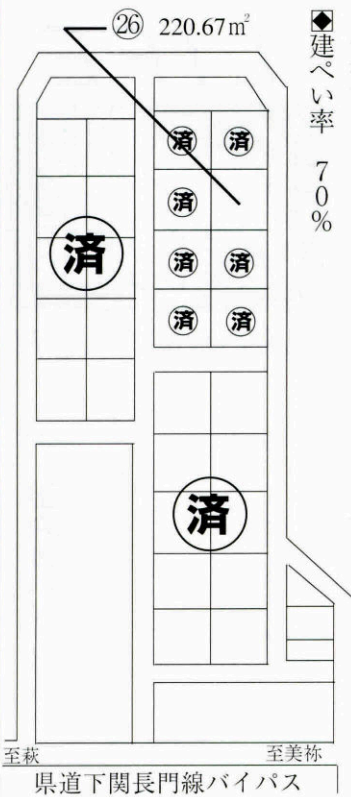 ◆建ぺい率 70%
㉖ 220.67㎡
済
済
済
済
済
済
済
済
済
至萩
至美祢
県道下関長門線バイパス